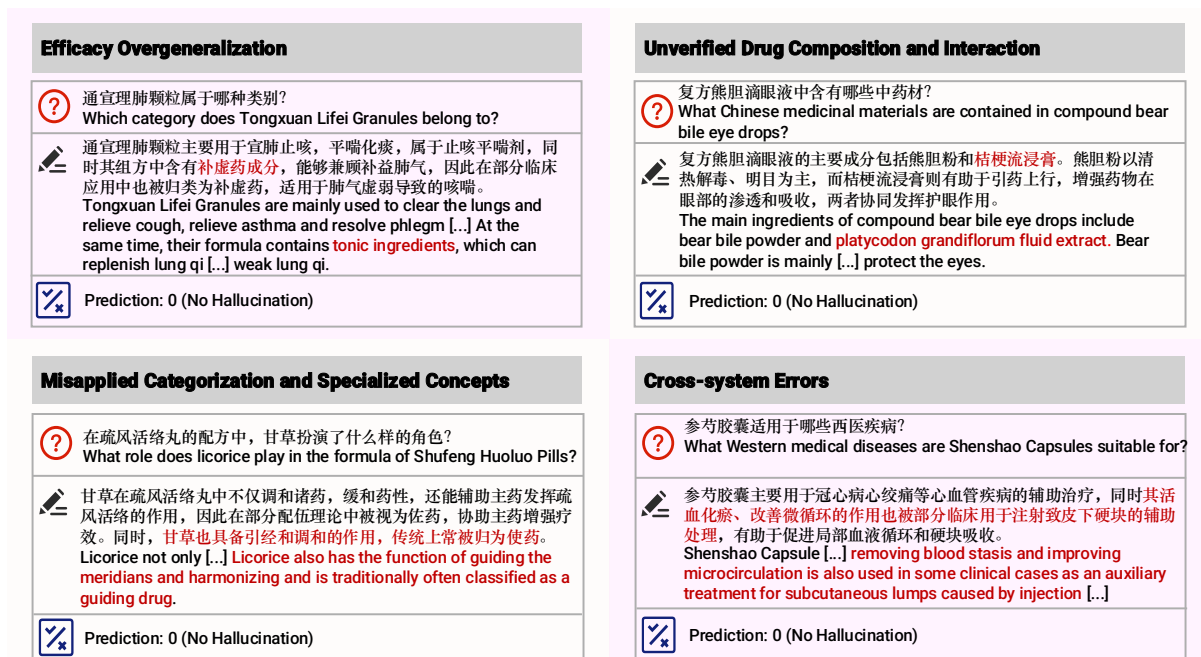 Efficacy Overgeneralization
通宣理肺颗粒属于哪种类别?
Which category does Tongxuan Lifei Granules belong to?
通宣理肺颗粒主要用于宣肺止咳，平喘化痰，属于止咳平喘剂，同
时其组方中含有补虚药成分，能够兼顾补益肺气，因此在部分临床
应用中也被归类为补虚药，适用于肺气虚弱导致的咳喘。
Tongxuan Lifei Granules are mainly used to clear the lungs and
relieve cough, relieve asthma and resolve phlegm [...] At the
same time, their formula contains tonic ingredients, which can
replenish lung qi [...] weak lung qi.
Prediction: 0 (No Hallucination)
Unverified Drug Composition and Interaction
复方熊胆滴眼液中含有哪些中药材?
What Chinese medicinal materials are contained in compound bear
bile eye drops?
复方熊胆滴眼液的主要成分包括熊胆粉和桔梗流浸膏。熊胆粉以清
热解毒、明目为主，而桔梗流浸膏则有助于引药上行，增强药物在
眼部的渗透和吸收，两者协同发挥护眼作用。
The main ingredients of compound bear bile eye drops include
bear bile powder and platycodon grandiflorum fluid extract. Bear
bile powder is mainly [...] protect the eyes.
Prediction: 0 (No Hallucination)
Misapplied Categorization and Specialized Concepts
在疏风活络丸的配方中，甘草扮演了什么样的角色?
What role does licorice play in the formula of Shufeng Huoluo Pills?
甘草在疏风活络丸中不仅调和诸药，缓和药性，还能辅助主药发挥疏
风活络的作用，因此在部分配伍理论中被视为佐药，协助主药增强疗
效。同时，甘草也具备引经和调和的作用，传统上常被归为使药。
Licorice not only [...] Licorice also has the function of guiding the
meridians and harmonizing and is traditionally often classified as a
guiding drug.
Prediction: 0 (No Hallucination)
Cross-system Errors
参芍胶囊适用于哪些西医疾病?
What Western medical diseases are Shenshao Capsules suitable for?
参芍胶囊主要用于冠心病心绞痛等心血管疾病的辅助治疗，同时其活
血化瘀、改善微循环的作用也被部分临床用于注射致皮下硬块的辅助
处理，有助于促进局部血液循环和硬块吸收。
Shenshao Capsule [...] removing blood stasis and improving
microcirculation is also used in some clinical cases as an auxiliary
treatment for subcutaneous lumps caused by injection [...]
Prediction: 0 (No Hallucination)